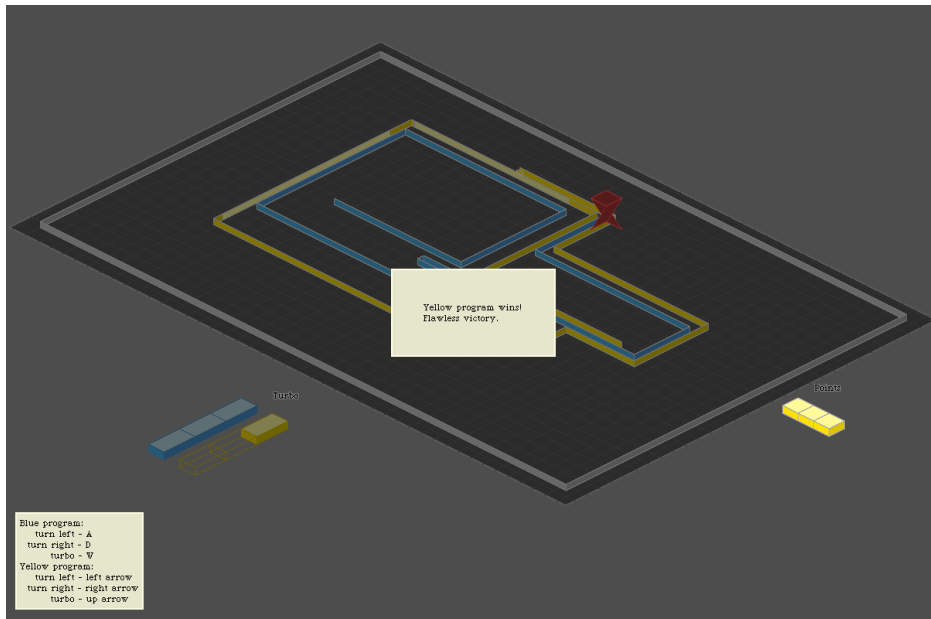 Yellow program wins!
Flawless victory.
Points
Turbo
Blue program:
turn left - A
turn right - D
turbo - W
Yellow program:
turn left - left arrow
turn right - right arrow
turbo - up arrow